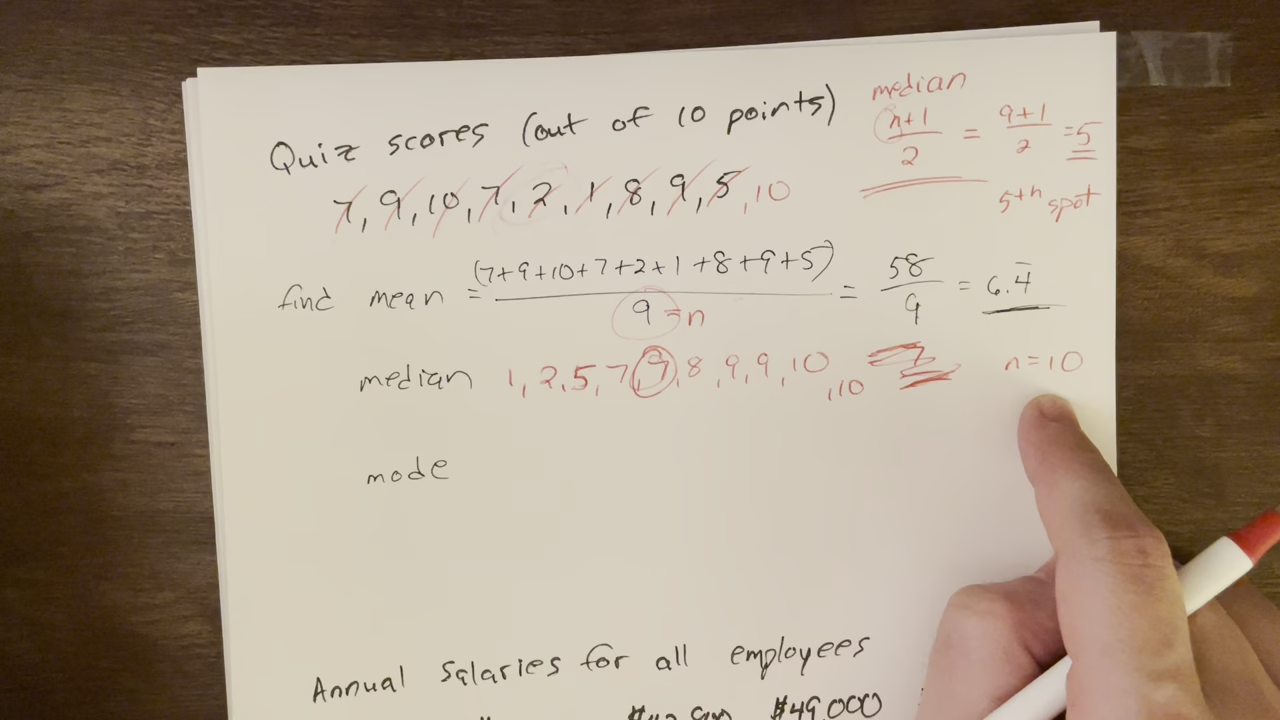 Quiz scores (out of 10 points)
7, 9, 10, 7, 2, 1, 8, 9, 5, 10
median
n+1/2 = 9+1/2 = 5
5th spot
find mean = (7+9+10+7+2+1+8+9+5)/9 = 58/9 = 6.4̄
= n
median 1, 2, 5, 7, 7, 8, 9, 9, 10, 10 7 n=10
mode
Annual Salaries for all employees
$49,000